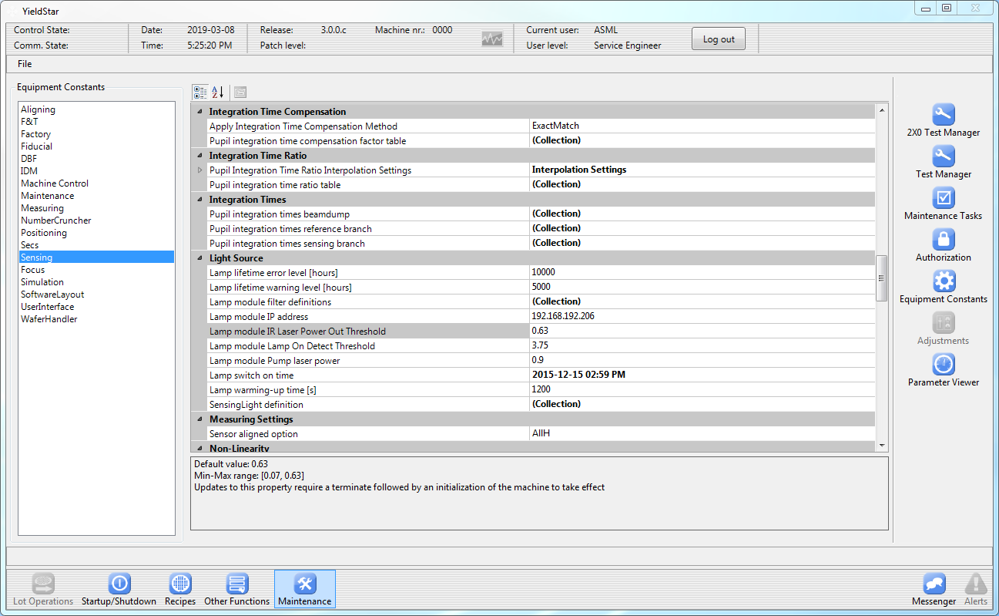 YieldStar
Control State:
Comm. State:
Date: 2019-03-08
Time: 5:25:20 PM
Release: 3.0.0.c
Patch level:
Machine nr.: 0000
Current user: ASML
User level: Service Engineer
Log out
File
Equipment Constants
Aligning
F&T
Factory
Fiducial
DBF
IDM
Machine Control
Maintenance
Measuring
NumberCruncher
Positioning
Secs
Sensing
Focus
Simulation
SoftwareLayout
UserInterface
WaferHandler
Integration Time Compensation
Apply Integration Time Compensation Method ExactMatch
Pupil integration time compensation factor table (Collection)
Integration Time Ratio
Pupil Integration Time Ratio Interpolation Settings Interpolation Settings
Pupil integration time ratio table (Collection)
Integration Times
Pupil integration times beamdump (Collection)
Pupil integration times reference branch (Collection)
Pupil integration times sensing branch (Collection)
Light Source
Lamp lifetime error level [hours] 10000
Lamp lifetime warning level [hours] 5000
Lamp module filter definitions (Collection)
Lamp module IP address 192.168.192.206
Lamp module IR Laser Power Out Threshold 0.63
Lamp module Lamp On Detect Threshold 3.75
Lamp module Pump laser power 0.9
Lamp switch on time 2015-12-15 02:59 PM
Lamp warming-up time [s] 1200
SensingLight definition (Collection)
Measuring Settings
Sensor aligned option AllH
Non-Linearity
Default value: 0.63
Min-Max range: [0.07, 0.63]
Updates to this property require a terminate followed by an initialization of the machine to take effect
2X0 Test Manager
Test Manager
Maintenance Tasks
Authorization
Equipment Constants
Adjustments
Parameter Viewer
Lot Operations
Startup/Shutdown
Recipes
Other Functions
Maintenance
Messenger
Alerts